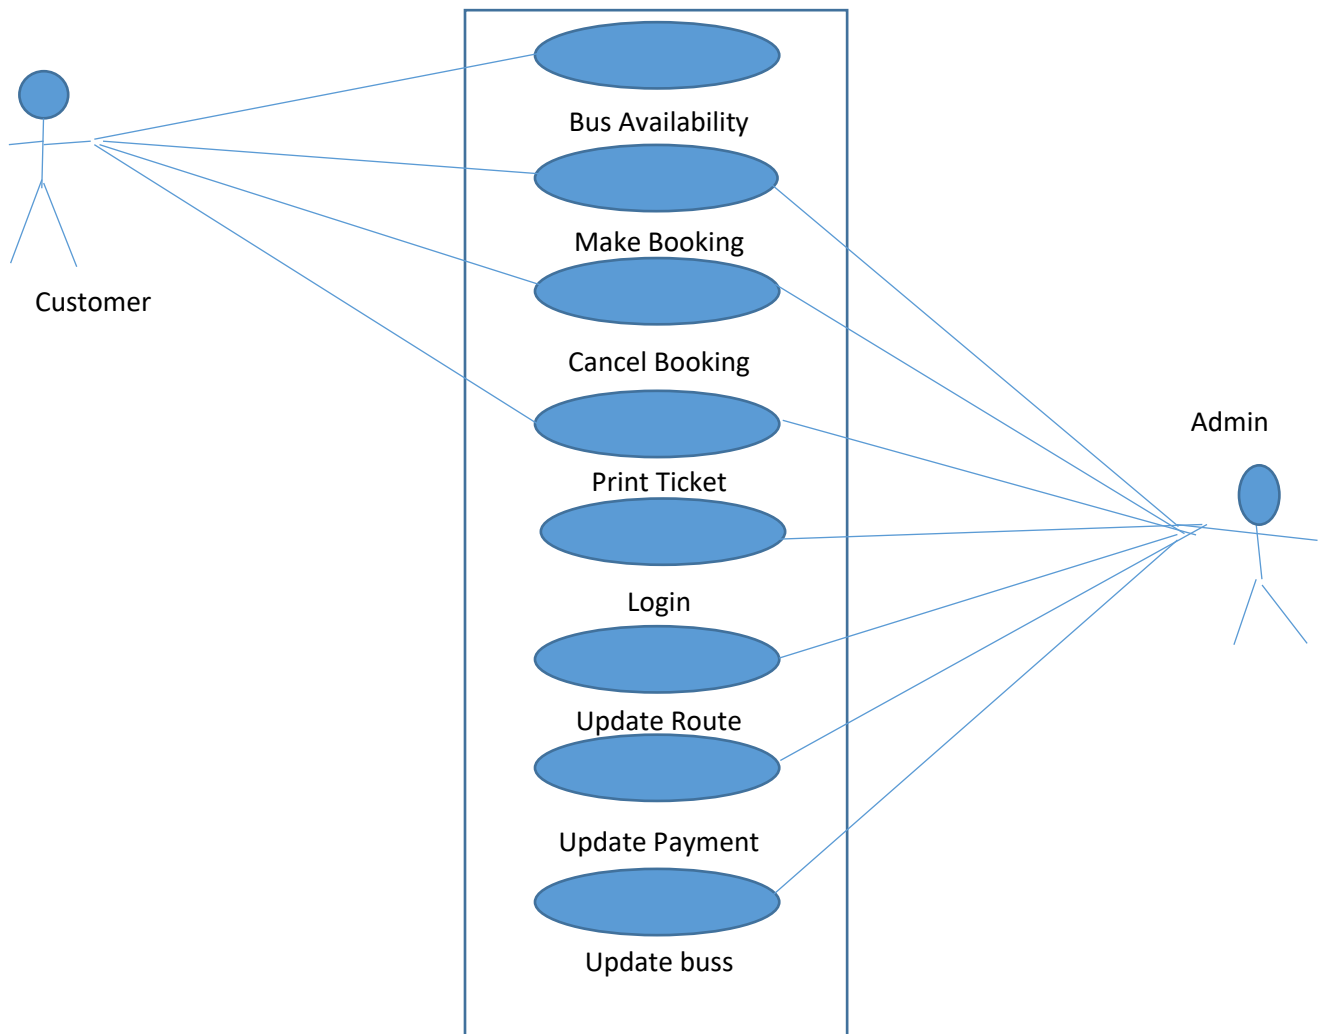 Bus Availability
Make Booking
Customer
Cancel Booking
Admin
Print Ticket
Login
Update Route
Update Payment
Update buss